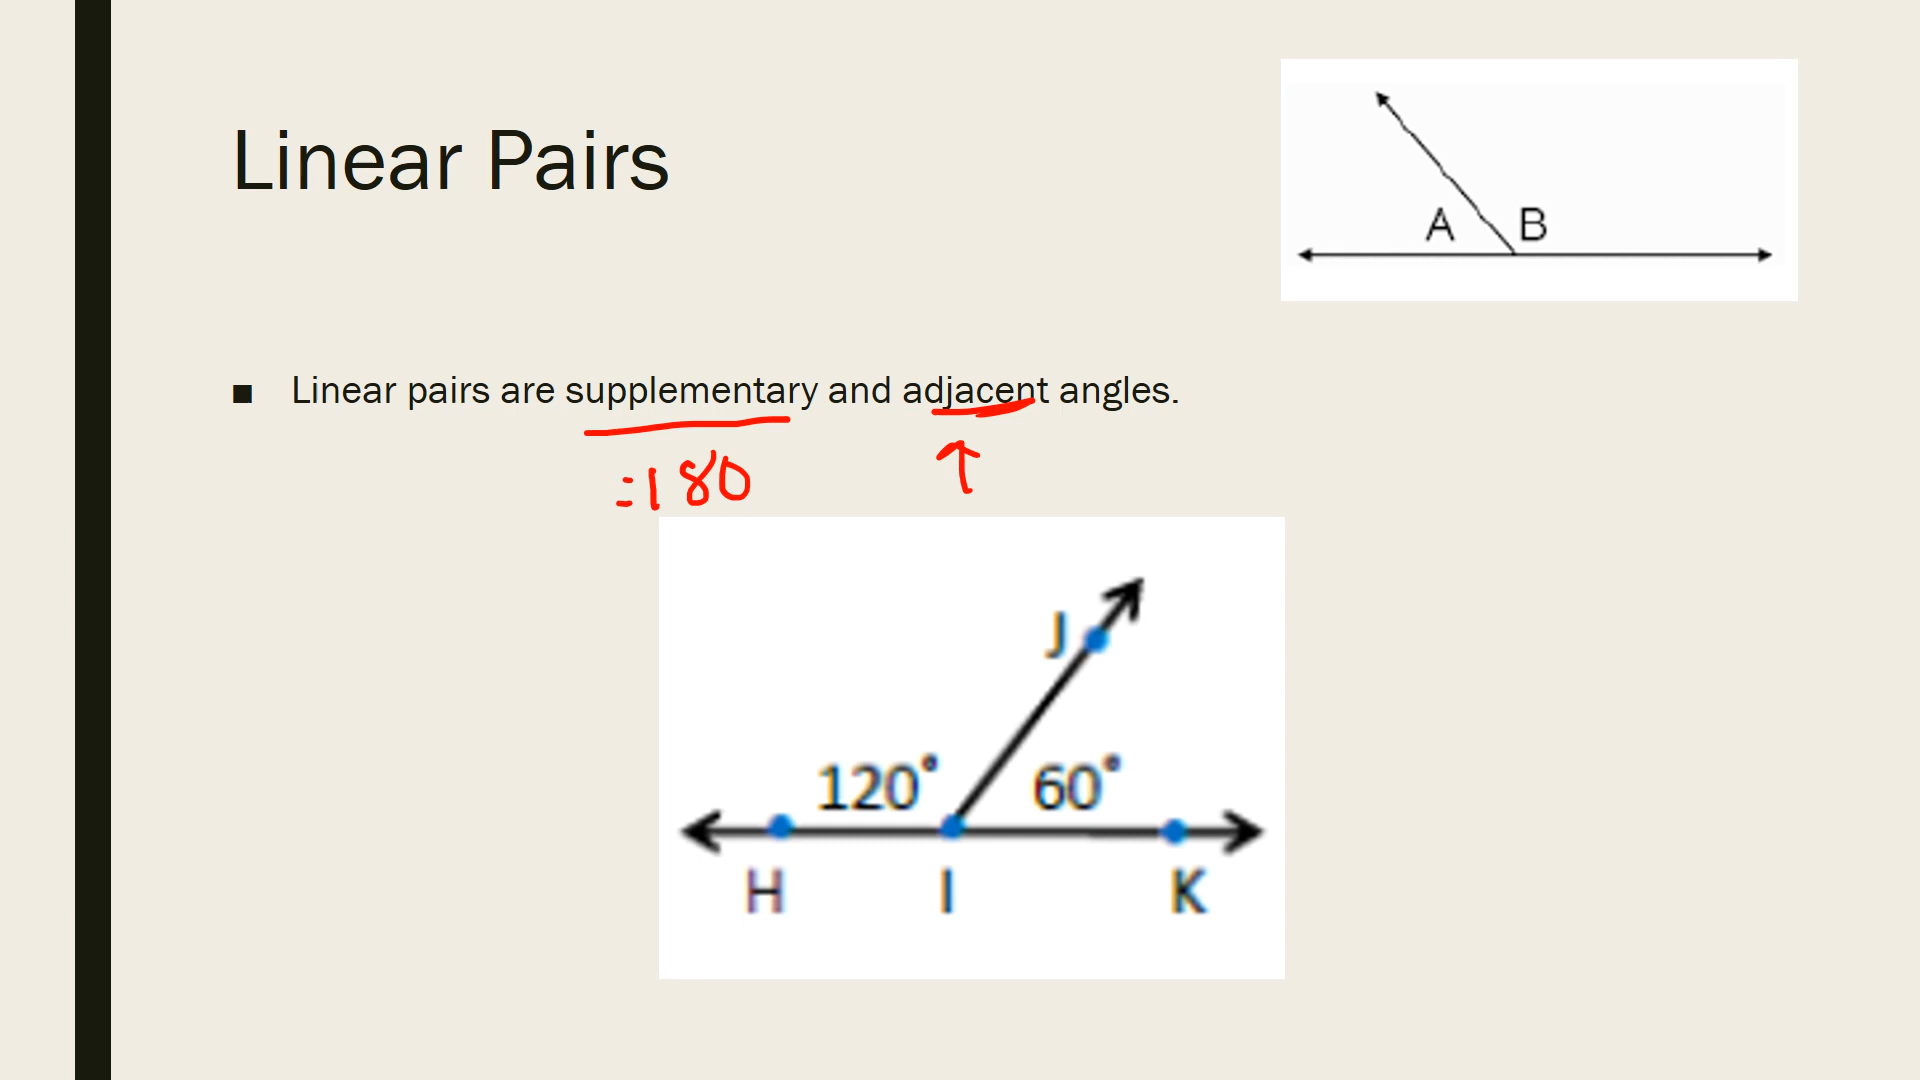 Linear Pairs
A B
■ Linear pairs are supplementary and adjacent angles.
=180
J
120° 60°
H I K